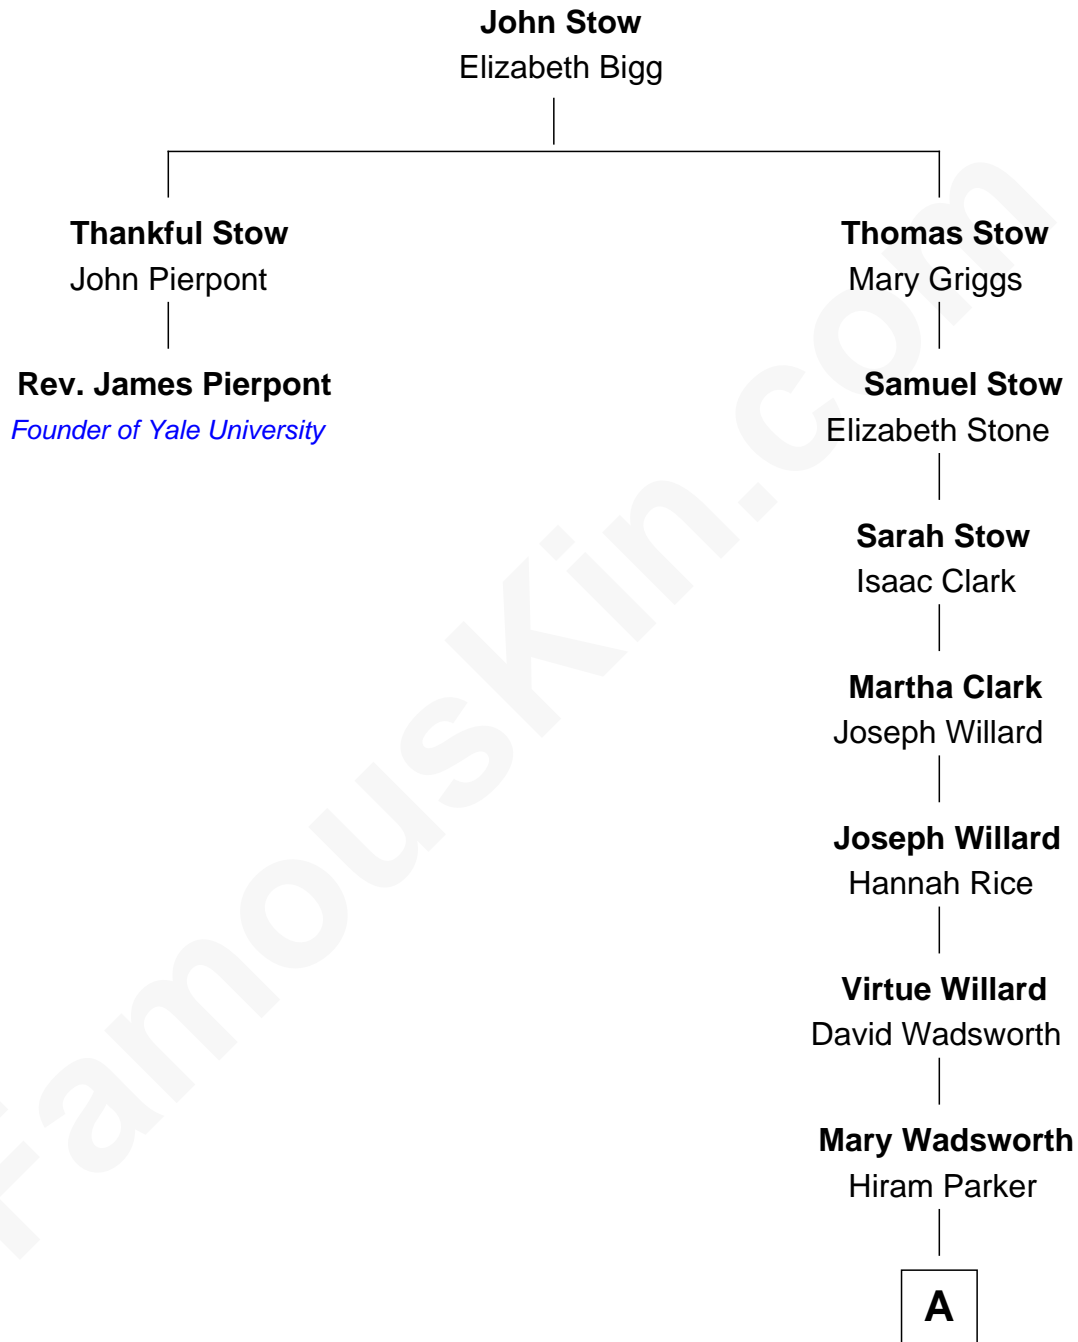 John Stow
Elizabeth Bigg
Thankful Stow
John Pierpont
Rev. James Pierpont
Founder of Yale University
Thomas Stow
Mary Griggs
Samuel Stow
Elizabeth Stone
Sarah Stow
Isaac Clark
Martha Clark
Joseph Willard
Joseph Willard
Hannah Rice
Virtue Willard
David Wadsworth
Mary Wadsworth
Hiram Parker
A
FamousKin.com